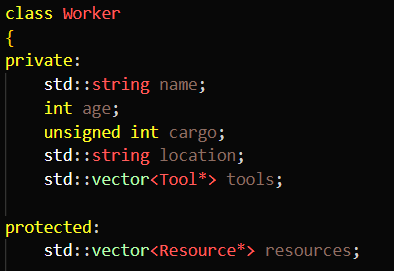 class Worker
{
private:
    std::string name;
    int age;
    unsigned int cargo;
    std::string location;
    std::vector<Tool*> tools;

protected:
    std::vector<Resource*> resources;